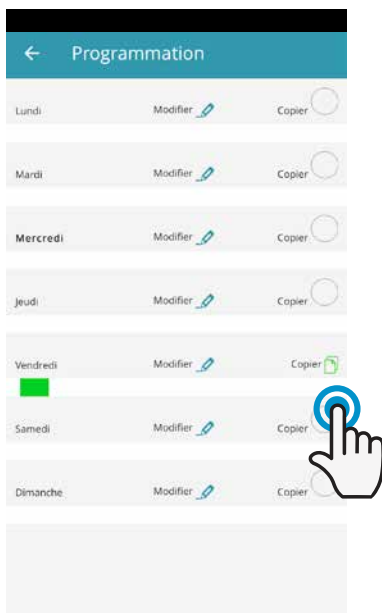 Programmation
Lundi Modifier Copier
Mardi Modifier Copier
Mercredi Modifier Copier
Jeudi Modifier Copier
Vendredi Modifier Copier
Samedi Modifier Copier
Dimanche Modifier Copier